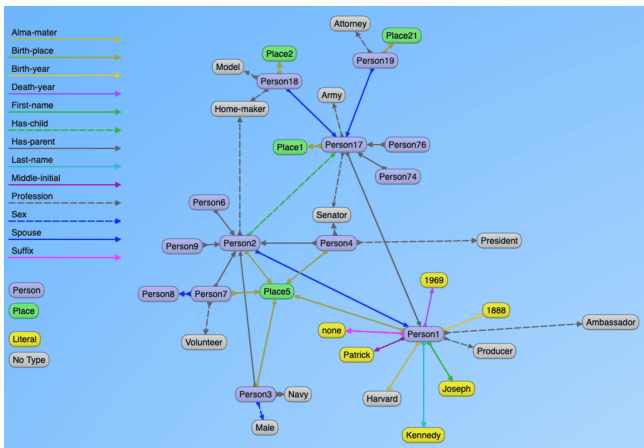 Alma-mater
Birth-place
Birth-year
Death-year
First-name
Has-child
Has-parent
Last-name
Middle-initial
Profession
Sex
Spouse
Suffix
Person
Place
Literal
No Type
Attorney
Place21
Place2
Person19
Model
Person18
Army
Home-maker
Place1
Person17
Person76
Person74
Person6
Senator
Person9
Person2
Person4
President
1969
Person8
Person7
Place5
1888
none
Person1
Ambassador
Volunteer
Patrick
Producer
Person3
Navy
Harvard
Joseph
Male
Kennedy